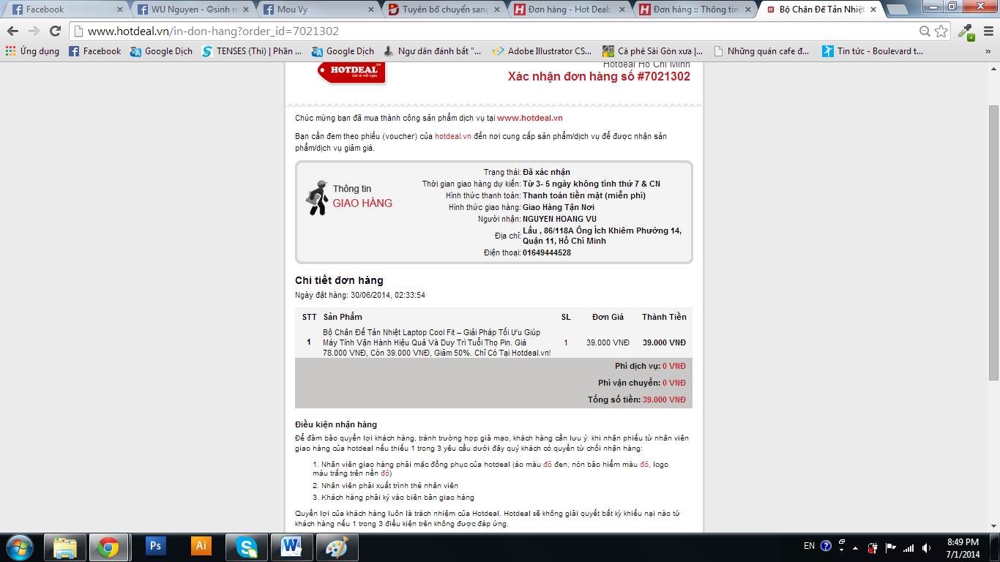 Facebook
WU Nguyen - ©sinh n
Mou Vy
Tuyên bố chuyển sang
Đơn hàng - Hot Deal:
Đơn hàng :: Thông tin
Bộ Chân Đế Tản Nhiệt
www.hotdeal.vn/in-don-hang?order_id=7021302
Ứng dụng
Facebook
Google Dịch
TENSES (Thì) | Phần ...
Google Dịch
Ngư dân đánh bắt "...
Adobe Illustrator CS...
Cà phê Sài Gòn xưa |...
Những quán cafe đ...
Tin tức - Boulevard t...
»
HOTDEAL.VN
Giá rẻ mỗi ngày
Hotdeal Hồ Chí Minh
Xác nhận đơn hàng số #7021302
Chúc mừng bạn đã mua thành công sản phẩm dịch vụ tại www.hotdeal.vn
Bạn cần đem theo phiếu (voucher) của hotdeal.vn đến nơi cung cấp sản phẩm/dịch vụ để được nhận sản
phẩm/dịch vụ giảm giá.
Thông tin
GIAO HÀNG
Trạng thái: Đã xác nhận
Thời gian giao hàng dự kiến: Từ 3- 5 ngày không tính thứ 7 & CN
Hình thức thanh toán: Thanh toán tiền mặt (miễn phí)
Hình thức giao hàng: Giao Hàng Tận Nơi
Người nhận: NGUYEN HOANG VU
Địa chỉ: Lầu , 86/118A Ông Ích Khiêm Phường 14,
Quận 11, Hồ Chí Minh
Điện thoại: 01649444528
Chi tiết đơn hàng
Ngày đặt hàng: 30/06/2014, 02:33:54
STT Sản Phẩm SL Đơn Giá Thành Tiền
Bộ Chân Đế Tản Nhiệt Laptop Cool Fit – Giải Pháp Tối Ưu Giúp
1 Máy Tính Vận Hành Hiệu Quả Và Duy Trì Tuổi Thọ Pin. Giá 1 39.000 VNĐ 39.000 VNĐ
78.000 VNĐ, Còn 39.000 VNĐ, Giảm 50%. Chỉ Có Tại Hotdeal.vn!
Phí dịch vụ: 0 VNĐ
Phí vận chuyển: 0 VNĐ
Tổng số tiền: 39.000 VNĐ
Điều kiện nhận hàng
Để đảm bảo quyền lợi khách hàng, tránh trường hợp giả mạo, khách hàng cần lưu ý: khi nhận phiếu từ nhân viên
giao hàng của hotdeal nếu thiếu 1 trong 3 yêu cầu dưới đây quý khách có quyền từ chối nhận hàng:
1. Nhân viên giao hàng phải mặc đồng phục của hotdeal (áo màu đỏ đen, nón bảo hiểm màu đỏ, logo
màu trắng trên nền đỏ)
2. Nhân viên phải xuất trình thẻ nhân viên
3. Khách hàng phải ký vào biên bản giao hàng
Quyền lợi của khách hàng luôn là trách nhiệm của Hotdeal. Hotdeal sẽ không giải quyết bất kỳ khiếu nại nào từ
khách hàng nếu 1 trong 3 điều kiện trên không được đáp ứng.
Ps
Ai
S
W
EN
8:49 PM
7/1/2014